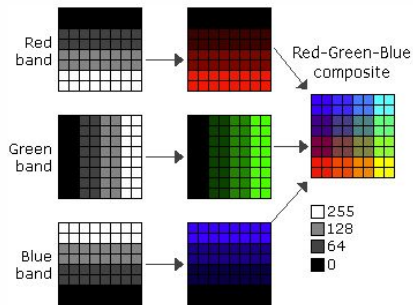 Red
band
Red-Green-Blue
composite
Green
band
255
128
64
0
Blue
band